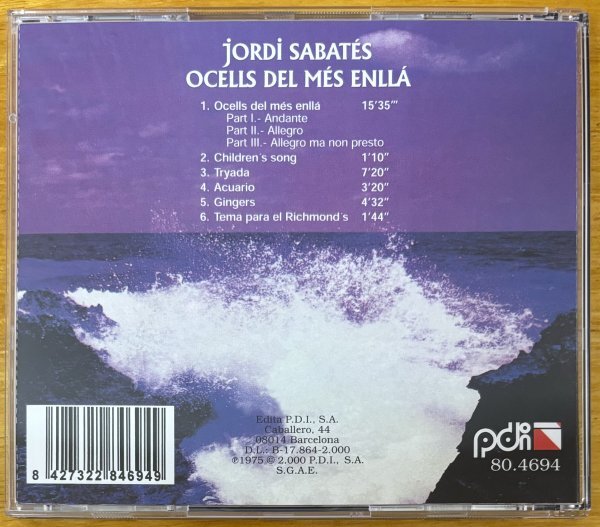 JORDI SABATÉS
OCELLS DEL MÉS ENLLÁ
1. Ocells del més enllá 15'35'''
Part I.- Andante
Part II.- Allegro
Part III.- Allegro ma non presto
2. Children´s song 1'10"
3. Tryada 7'20"
4. Acuario 3'20"
5. Gingers 4'32"
6. Tema para el Richmond´s 1'44"
Edita P.D.I., S.A.
Caballero, 44
08014 Barcelona
D.L.: B-17.864-2.000
℗1975 © 2.000 P.D.I., S.A.
S.G.A.E.
8 427322 846949
pdi
80.4694